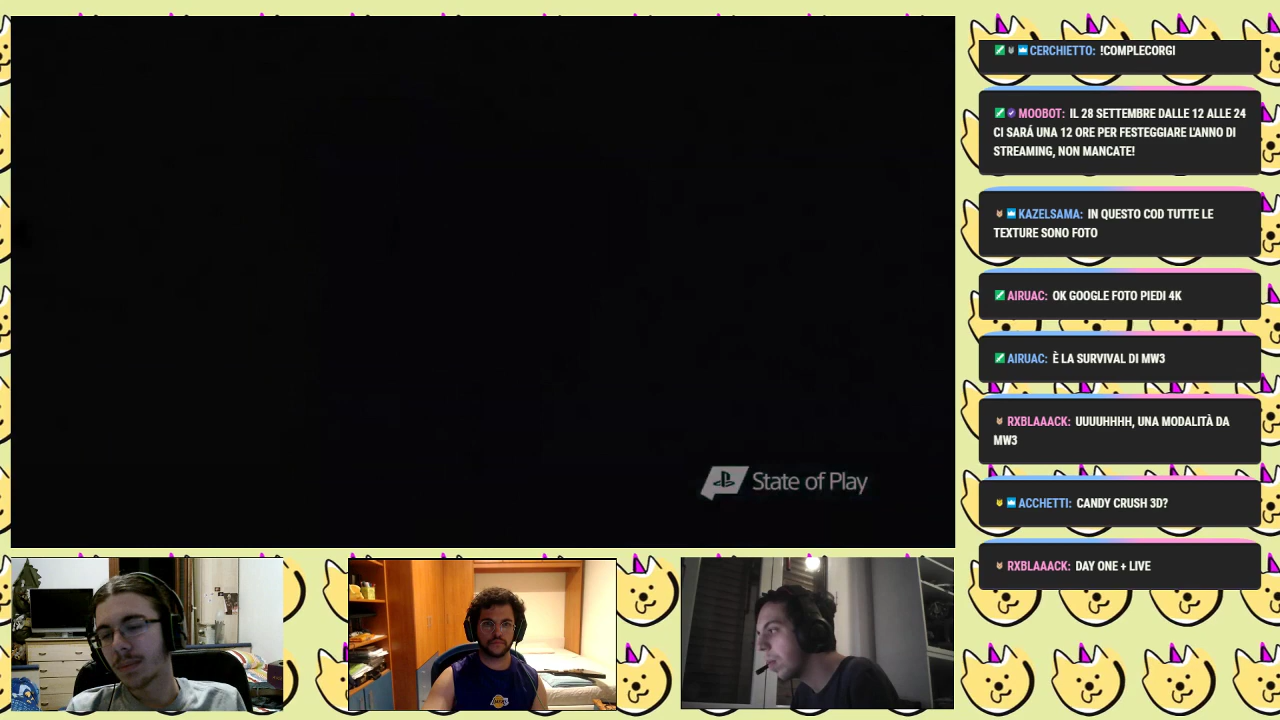 CERCHIETTO: !COMPLECORGI
MOOBOT: IL 28 SETTEMBRE DALLE 12 ALLE 24
CI SARÁ UNA 12 ORE PER FESTEGGIARE L'ANNO DI
STREAMING, NON MANCATE!
KAZELSAMA: IN QUESTO COD TUTTE LE
TEXTURE SONO FOTO
AIRUAC: OK GOOGLE FOTO PIEDI 4K
AIRUAC: È LA SURVIVAL DI MW3
RXBLAAACK: UUUUHHHH, UNA MODALITÀ DA
MW3
ACCHETTI: CANDY CRUSH 3D?
RXBLAAACK: DAY ONE + LIVE
State of Play